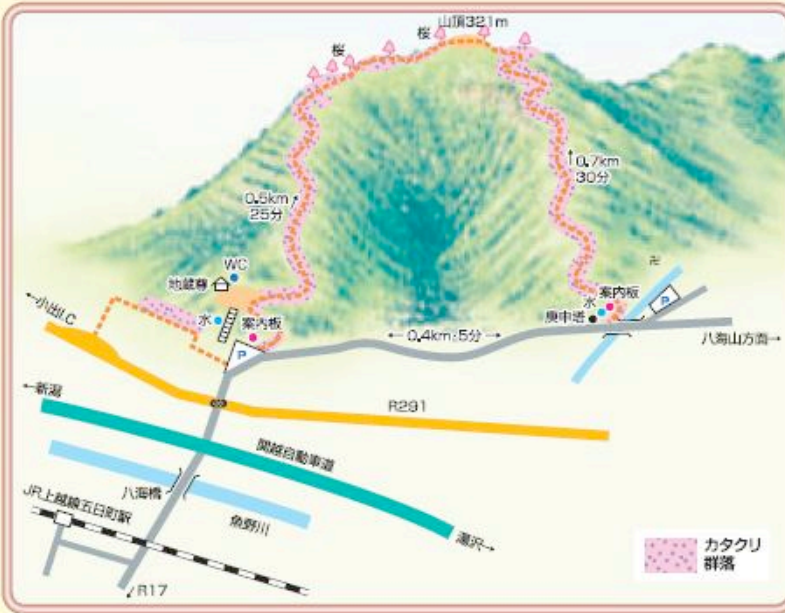 山頂321m
桜
桜
0.7km
30分
0.5km
25分
WC
地蔵尊
卍
案内板
水
庚申塔
P
水
案内板
P
←小出I.C
0.4km:5分
八海山方面→
←新潟
R291
関越自動車道
八海橋
JR上越線五日町駅
魚野川
湯沢→
R17
カタクリ
群落